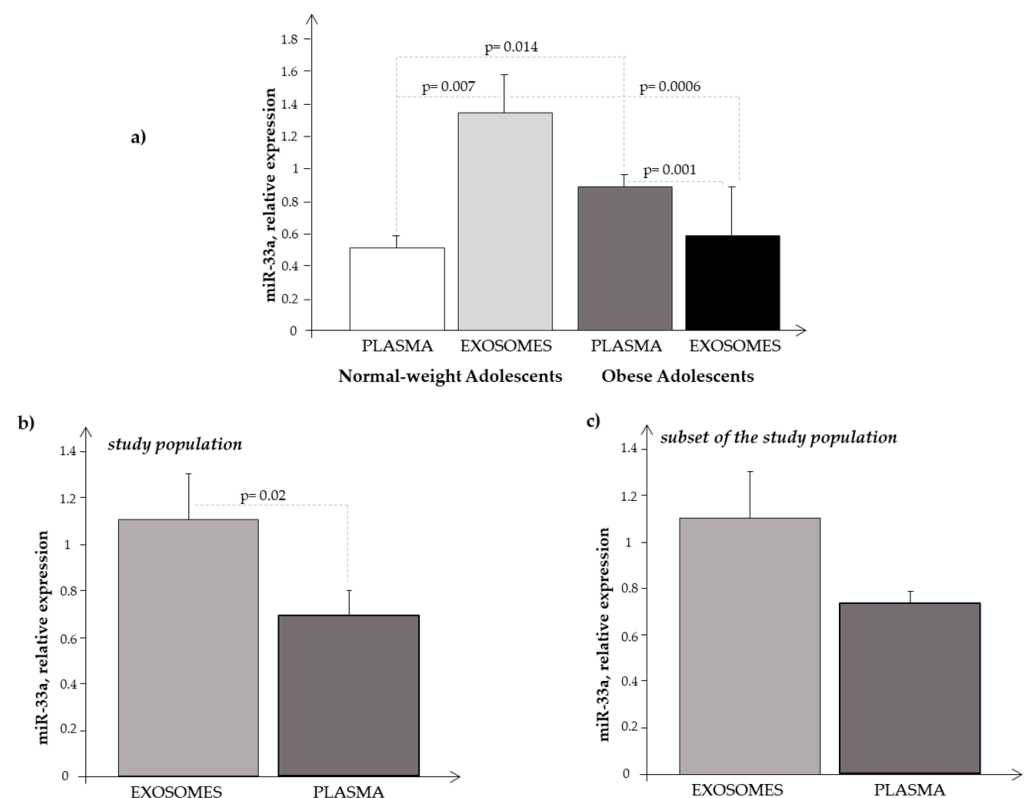 a)
miR-33a, relative expression
1.8
1.6
1.4
1.2
1
0.8
0.6
0.4
0.2
0
p= 0.014
p= 0.007
p= 0.0006
p= 0.001
PLASMA EXOSOMES PLASMA EXOSOMES
Normal-weight Adolescents Obese Adolescents
b)
study population
miR-33a, relative expression
1.4
1.2
1
0.8
0.6
0.4
0.2
0
p= 0.02
EXOSOMES PLASMA
c)
subset of the study population
miR-33a, relative expression
1.4
1.2
1
0.8
0.6
0.4
0.2
0
EXOSOMES PLASMA